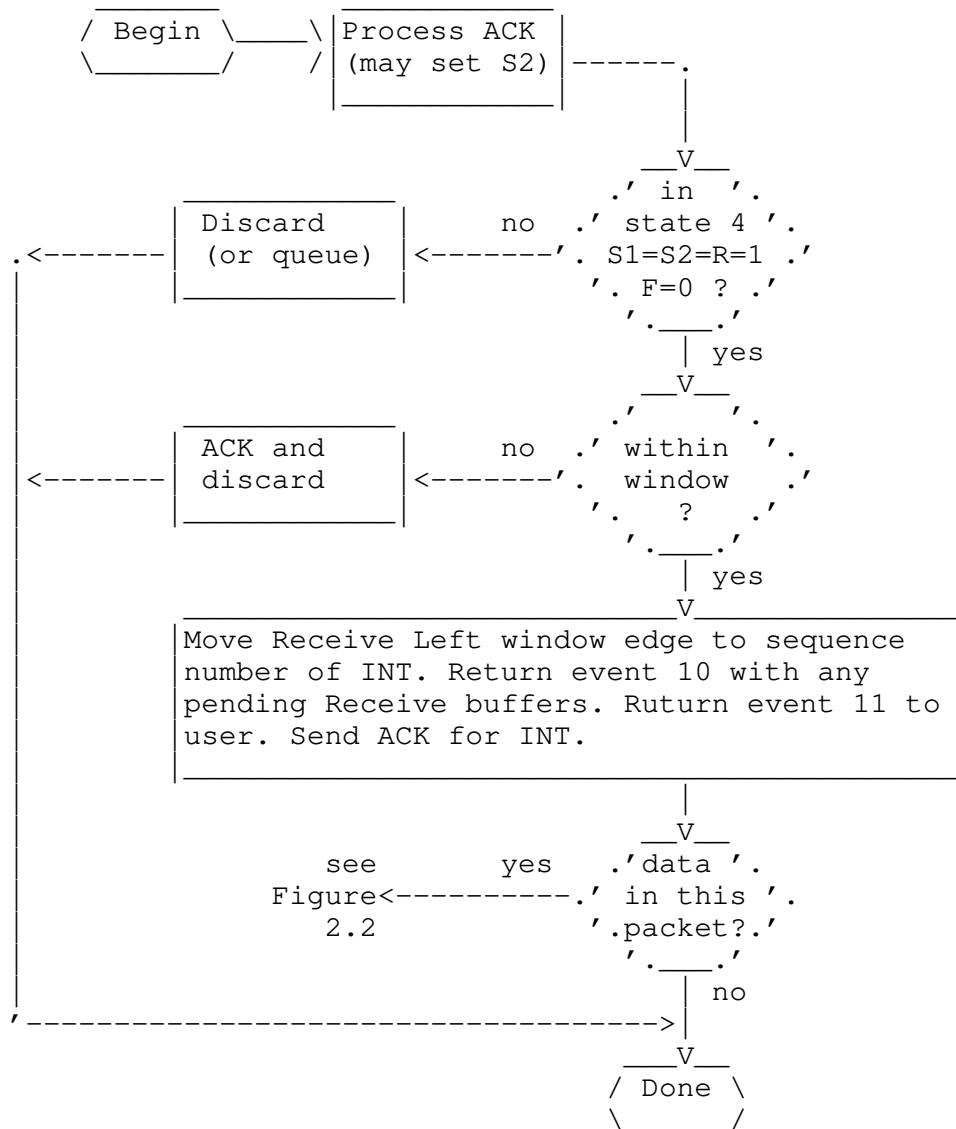 Begin
Process ACK
(may set S2)
in
state 4
S1=S2=R=1
F=0 ?
no
Discard
(or queue)
yes
within
window
?
no
ACK and
discard
yes
Move Receive Left window edge to sequence
number of INT. Return event 10 with any
pending Receive buffers. Ruturn event 11 to
user. Send ACK for INT.
data
in this
packet?
yes
see
Figure
2.2
no
Done